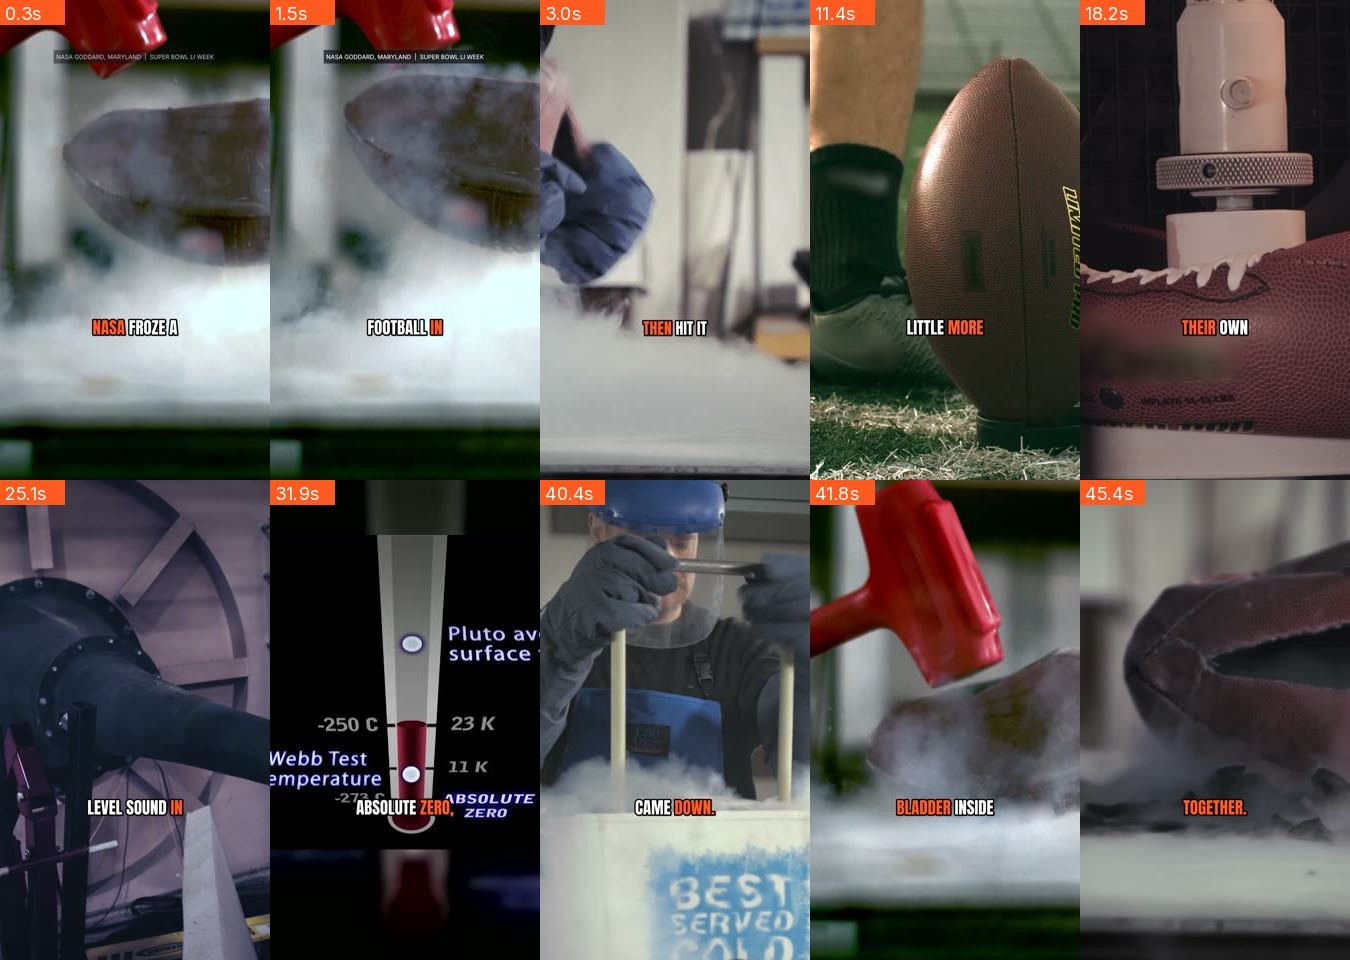 0.3s
NASA GODDARD, MARYLAND | SUPER BOWL LI WEEK
NASA FROZE A
1.5s
NASA GODDARD, MARYLAND | SUPER BOWL LI WEEK
FOOTBALL IN
3.0s
THEN HIT IT
11.4s
LITTLE MORE
18.2s
THEIR OWN
25.1s
LEVEL SOUND IN
31.9s
Pluto
surface
-250 C
23 K
Webb Test
emperature
11 K
-273 C
ABSOLUTE
ZERO
ABSOLUTE ZERO,
40.4s
CAME DOWN.
BEST
SERVED
COLD
41.8s
BLADDER INSIDE
45.4s
TOGETHER.